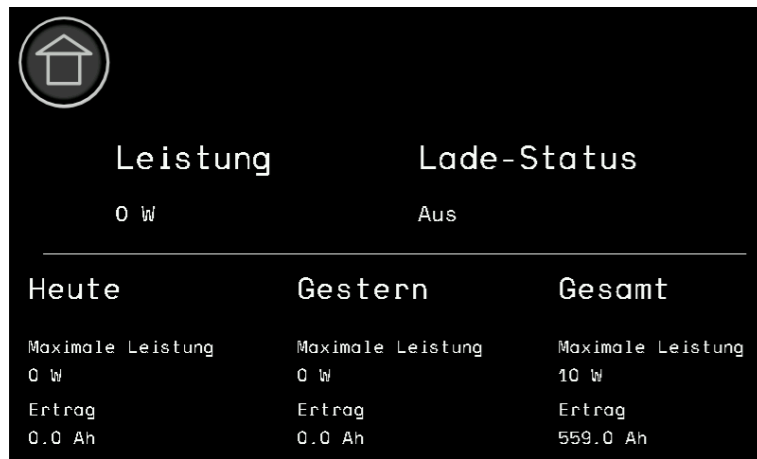 Leistung Lade-Status
0 W Aus
Heute Gestern Gesamt
Maximale Leistung Maximale Leistung Maximale Leistung
0 W 0 W 10 W
Ertrag Ertrag Ertrag
0.0 Ah 0.0 Ah 559.0 Ah